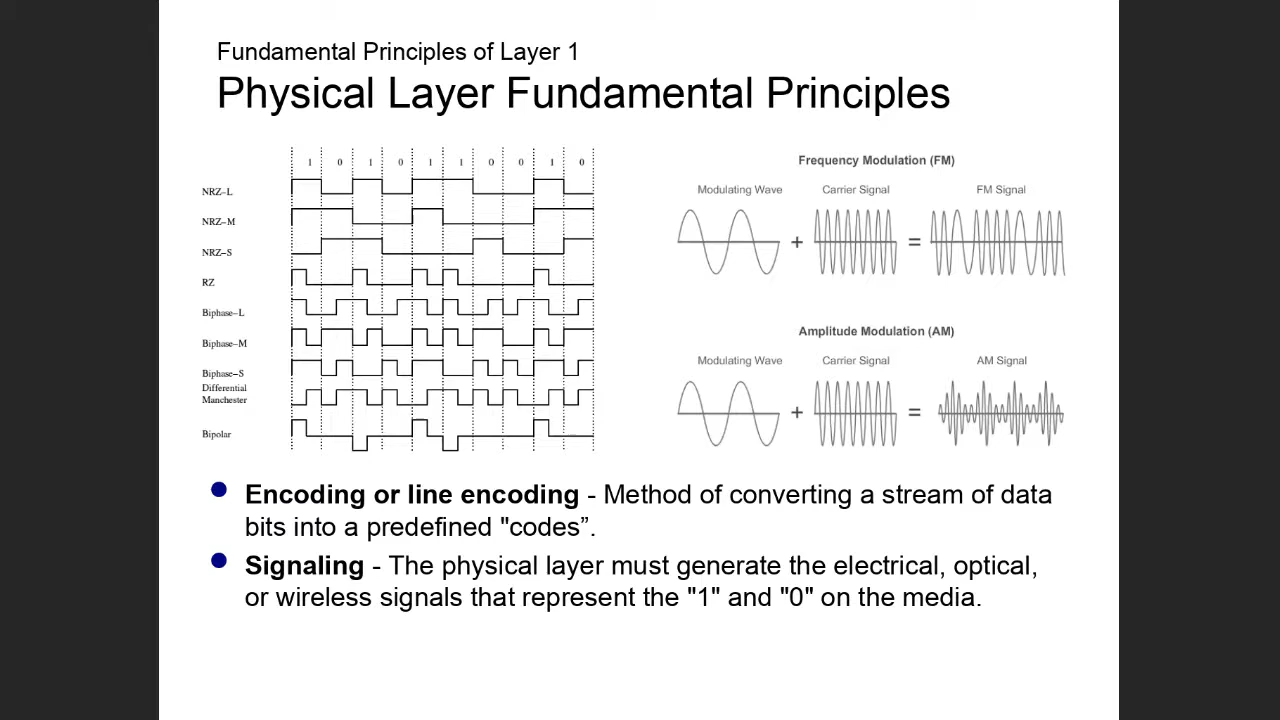 Fundamental Principles of Layer 1
Physical Layer Fundamental Principles
1 0 1 0 1 1 0 0 1 0
NRZ–L
NRZ–M
NRZ–S
RZ
Biphase–L
Biphase–M
Biphase–S
Differential
Manchester
Bipolar
Frequency Modulation (FM)
Modulating Wave Carrier Signal FM Signal
+ =
Amplitude Modulation (AM)
Modulating Wave Carrier Signal AM Signal
+ =
• Encoding or line encoding - Method of converting a stream of data
bits into a predefined "codes”.
• Signaling - The physical layer must generate the electrical, optical,
or wireless signals that represent the "1" and "0" on the media.